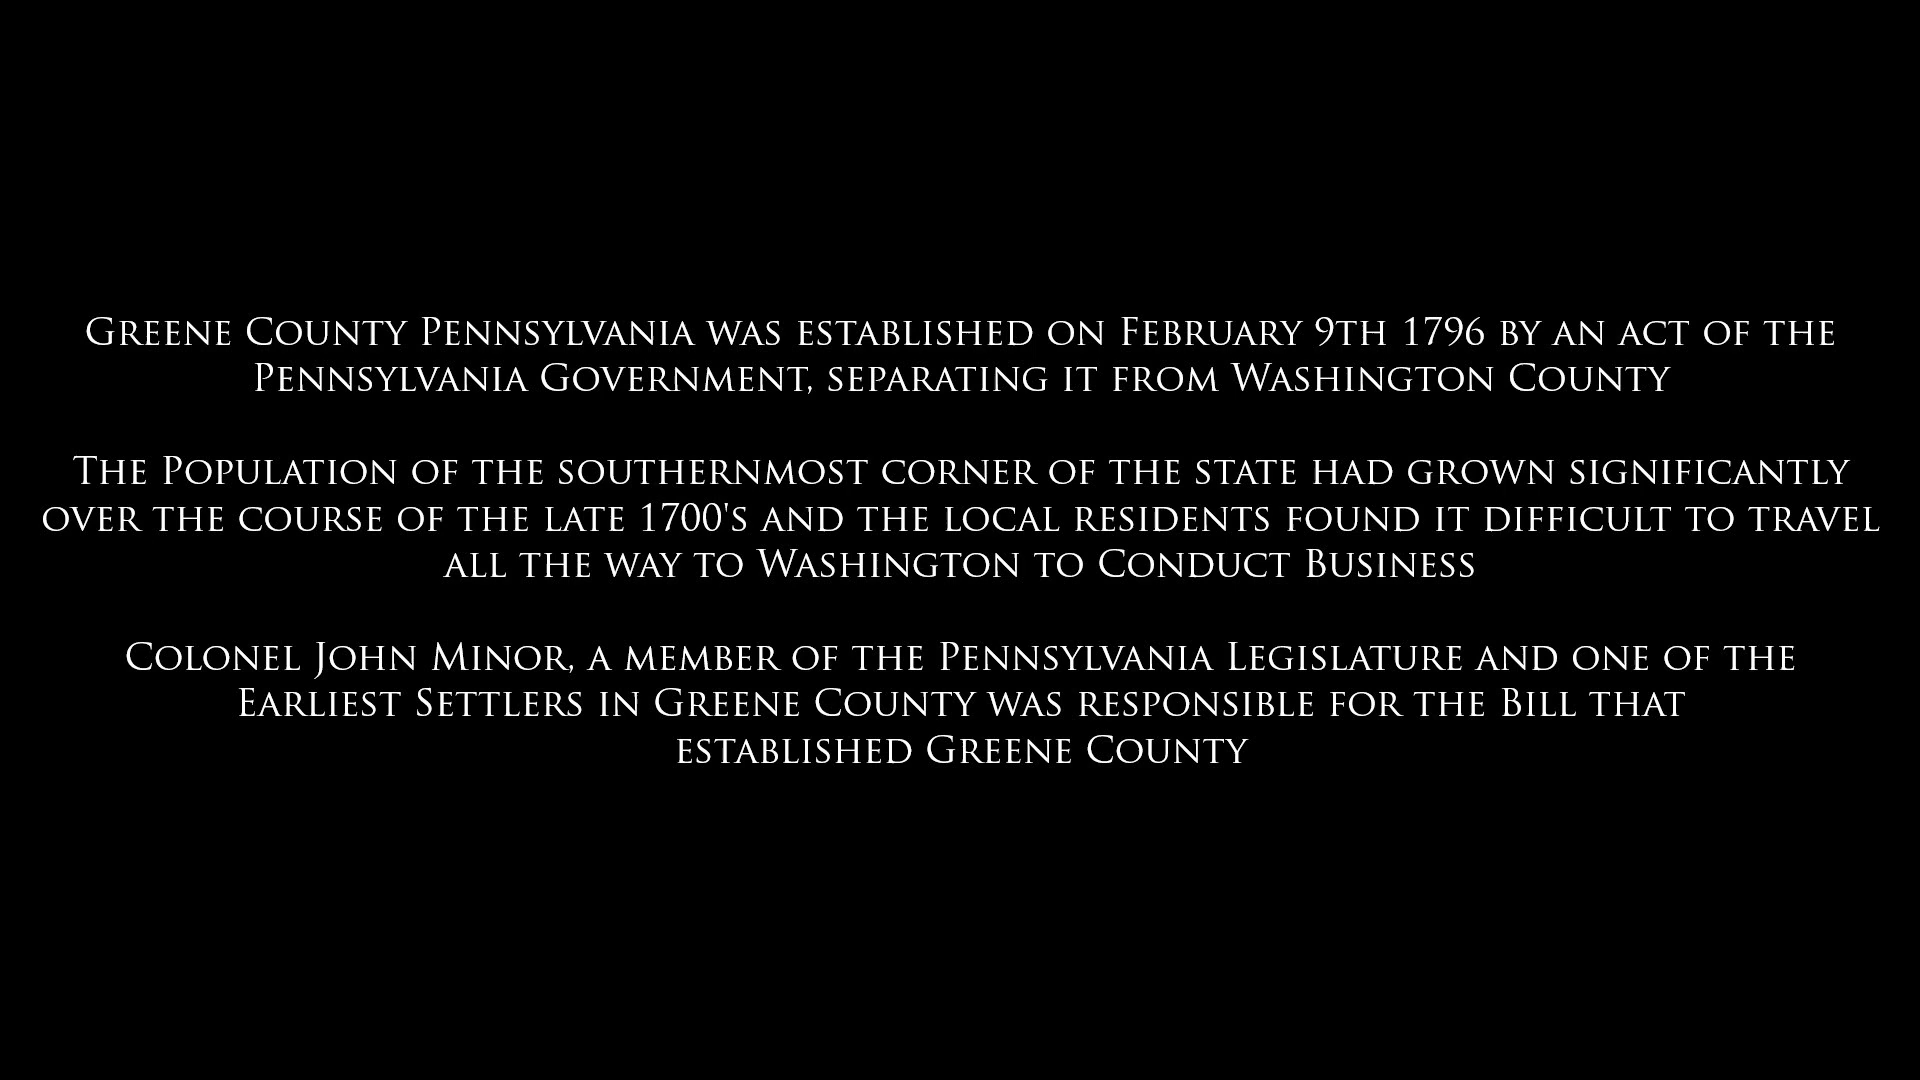 Greene County Pennsylvania was established on February 9th 1796 by an act of the
Pennsylvania Government, separating it from Washington County
The Population of the southernmost corner of the state had grown significantly
over the course of the late 1700's and the local residents found it difficult to travel
all the way to Washington to Conduct Business
Colonel John Minor, a member of the Pennsylvania Legislature and one of the
Earliest Settlers in Greene County was responsible for the Bill that
established Greene County